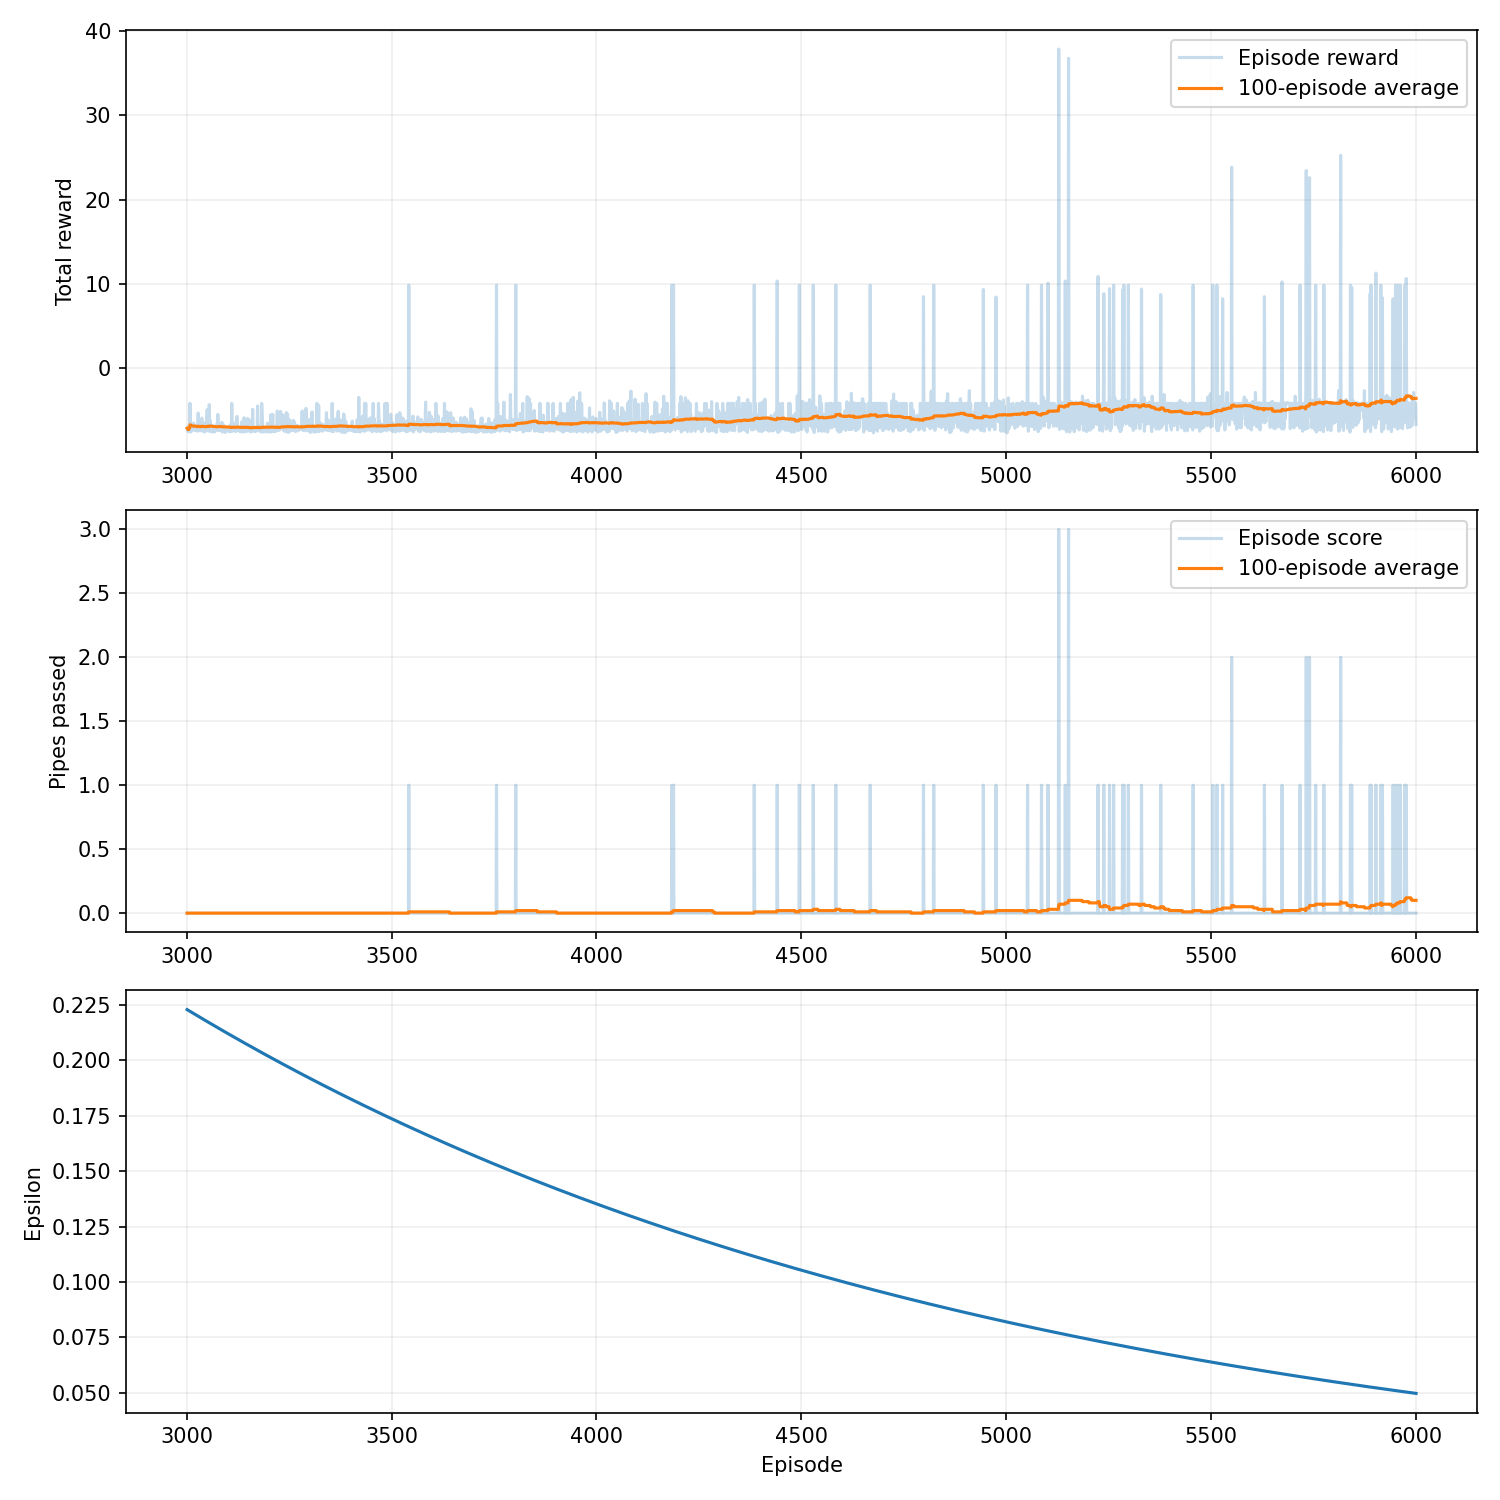 40
30
20
10
0
Total reward
Episode reward
100-episode average
3000 3500 4000 4500 5000 5500 6000
3.0
2.5
2.0
1.5
1.0
0.5
0.0
Pipes passed
Episode score
100-episode average
3000 3500 4000 4500 5000 5500 6000
0.225
0.200
0.175
0.150
0.125
0.100
0.075
0.050
Epsilon
3000 3500 4000 4500 5000 5500 6000
Episode